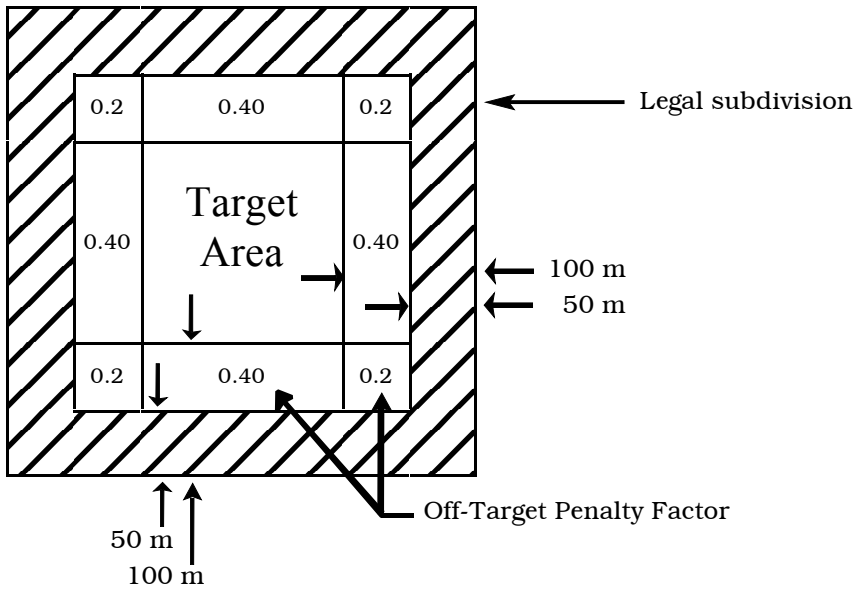 0.2 0.40 0.2
Legal subdivision
Target
Area
0.40 0.40
100 m
50 m
0.2 0.40 0.2
Off-Target Penalty Factor
50 m
100 m